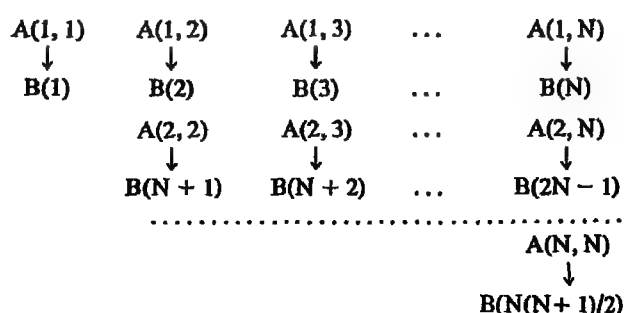 A(1, 1) A(1, 2) A(1, 3) ... A(1, N)
↓ ↓ ↓ ↓
B(1) B(2) B(3) ... B(N)
A(2, 2) A(2, 3) ... A(2, N)
↓ ↓ ↓
B(N + 1) B(N + 2) ... B(2N − 1)
A(N, N)
↓
B(N(N + 1)/2)